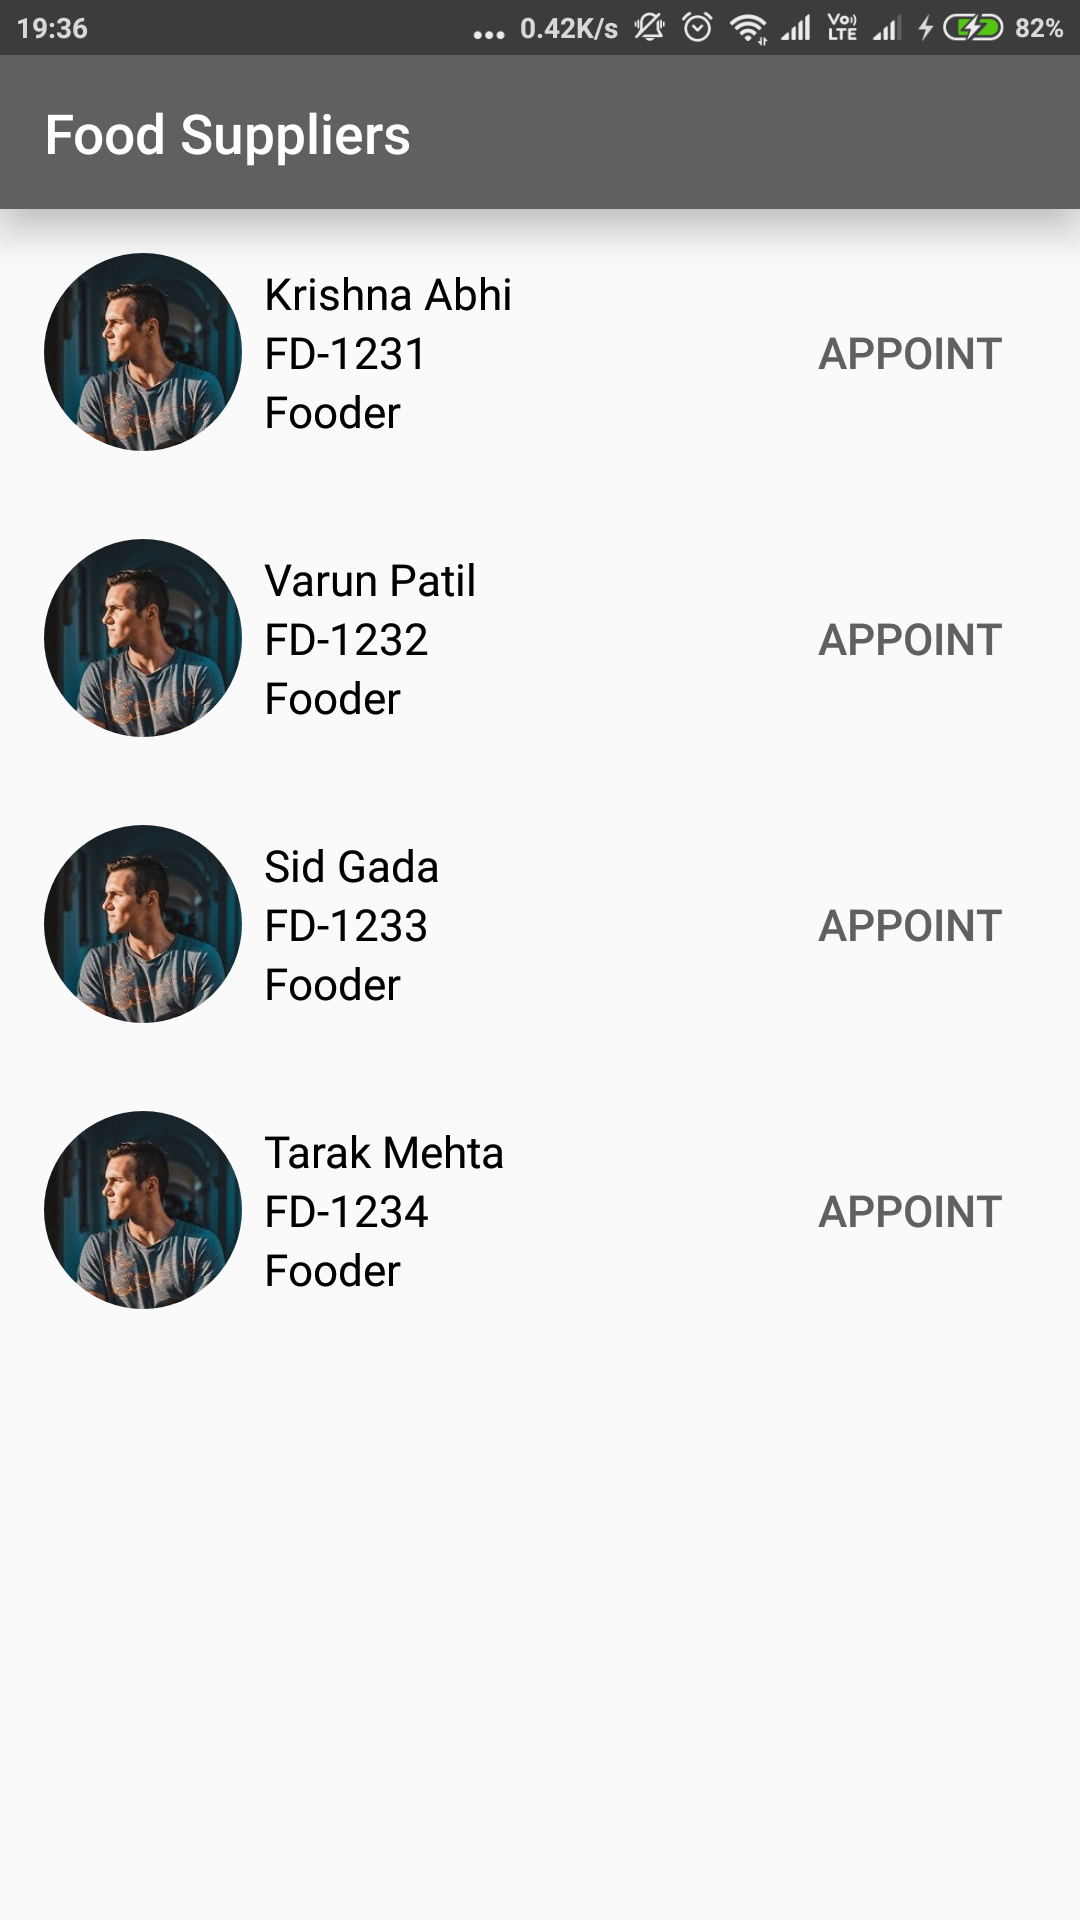 19:36 ... 0.42K/s Vo)) LTE 82%
Food Suppliers
Krishna Abhi
FD-1231
APPOINT
Fooder
Varun Patil
FD-1232
APPOINT
Fooder
Sid Gada
FD-1233
APPOINT
Fooder
Tarak Mehta
FD-1234
APPOINT
Fooder